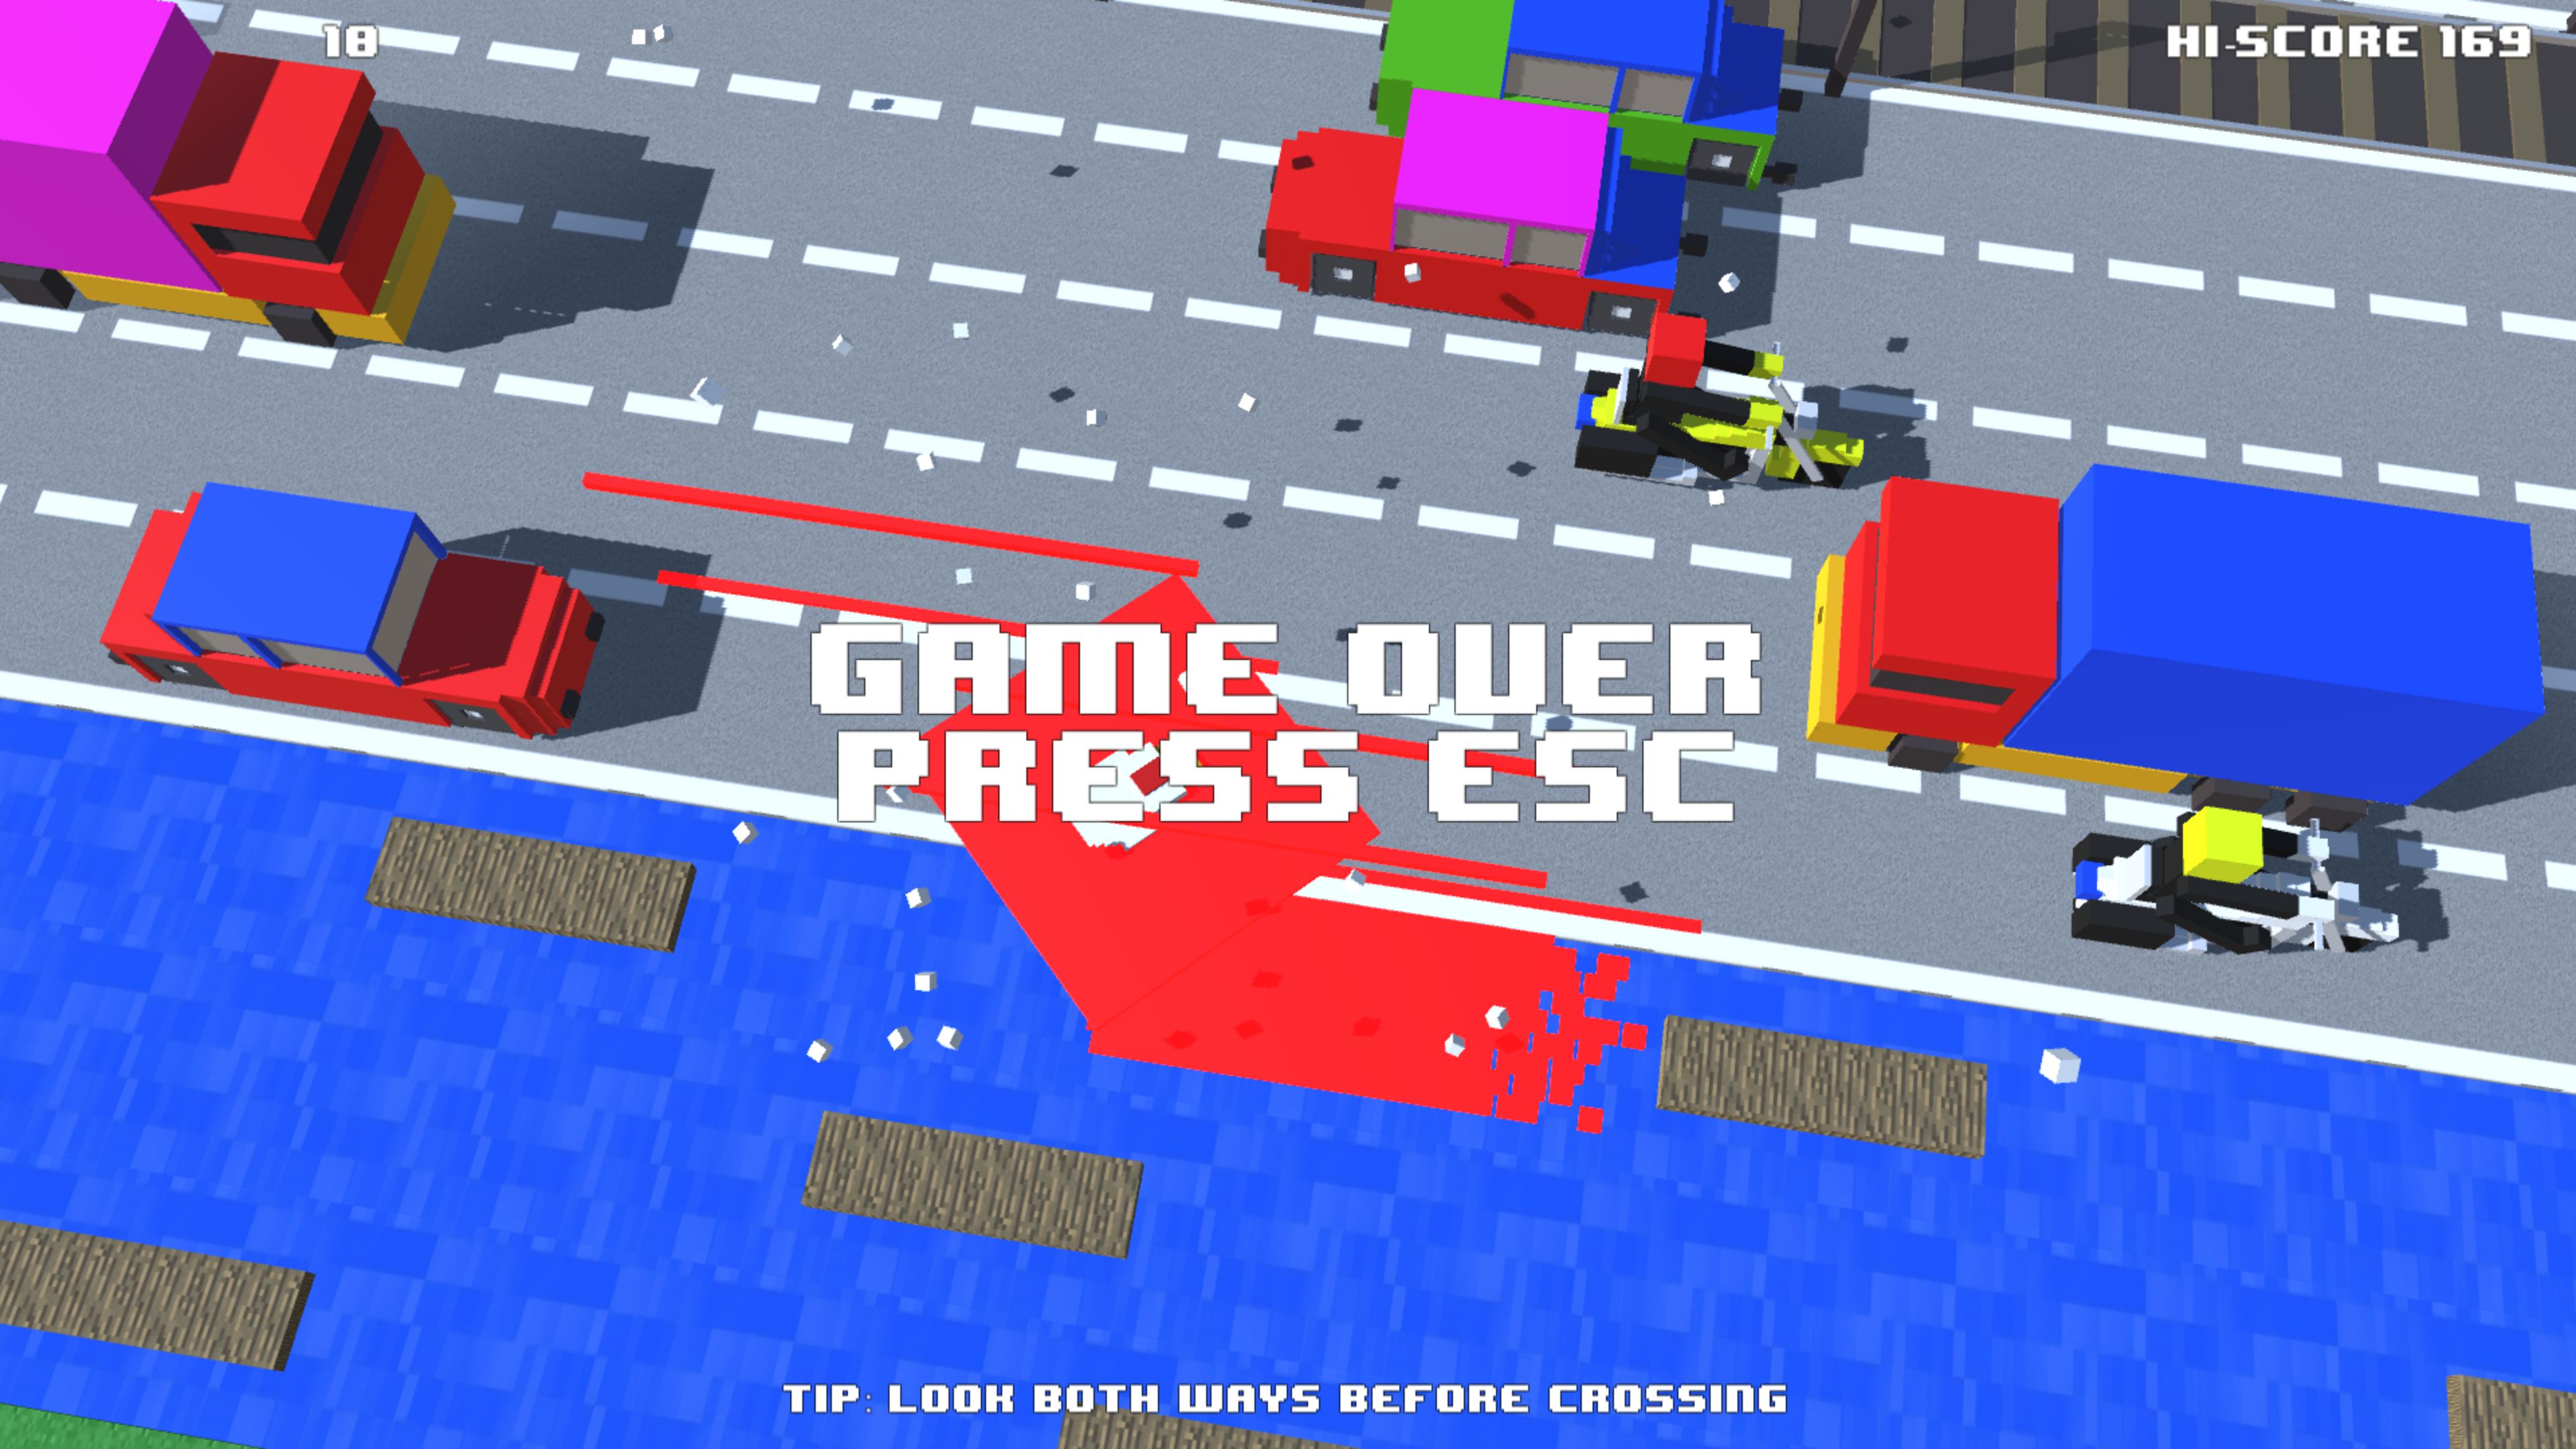 18
HI-SCORE 169
GAME OVER
PRESS ESC
TIP: LOOK BOTH WAYS BEFORE CROSSING